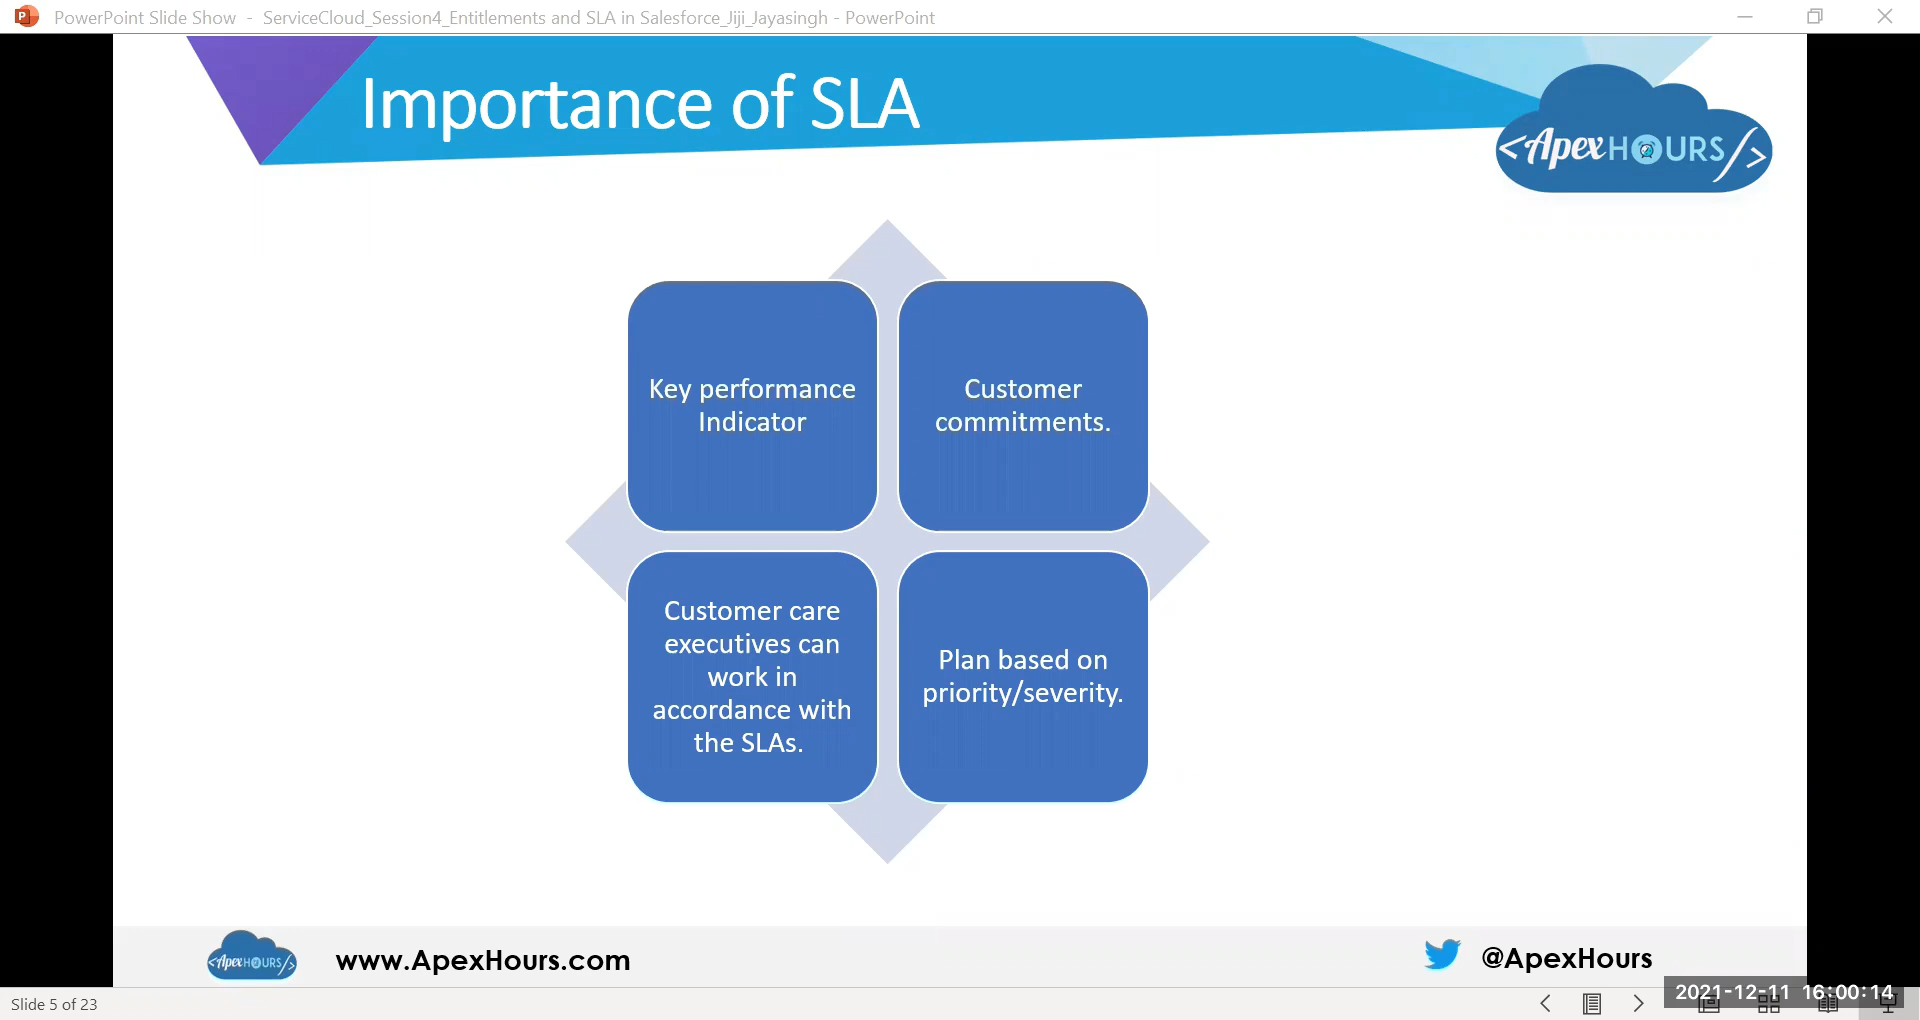 PowerPoint Slide Show - ServiceCloud_Session4_Entitlements and SLA in Salesforce_Jiji_Jayasingh - PowerPoint
Importance of SLA
<ApexHOURS/>
Key performance
Indicator
Customer
commitments.
Customer care
executives can
work in
accordance with
the SLAs.
Plan based on
priority/severity.
<ApexHOURS/>
www.ApexHours.com
@ApexHours
Slide 5 of 23
2021-12-11 16:00:14